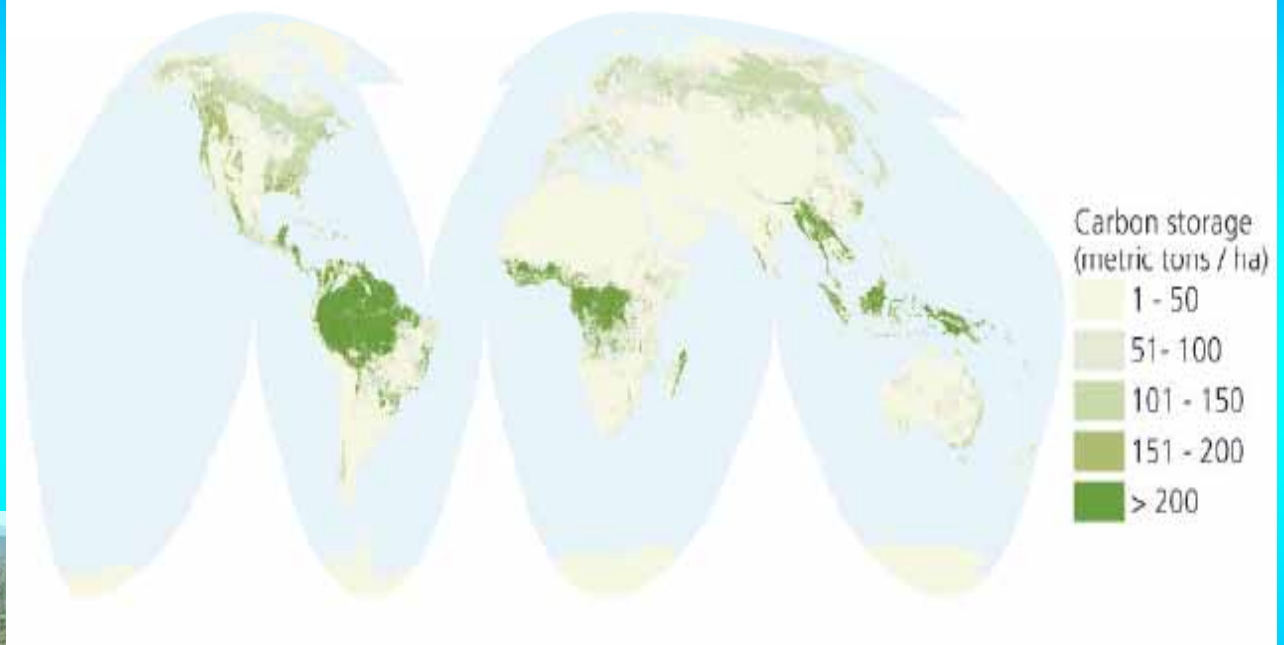 Carbon storage
(metric tons / ha)
1 - 50
51- 100
101 - 150
151 - 200
> 200